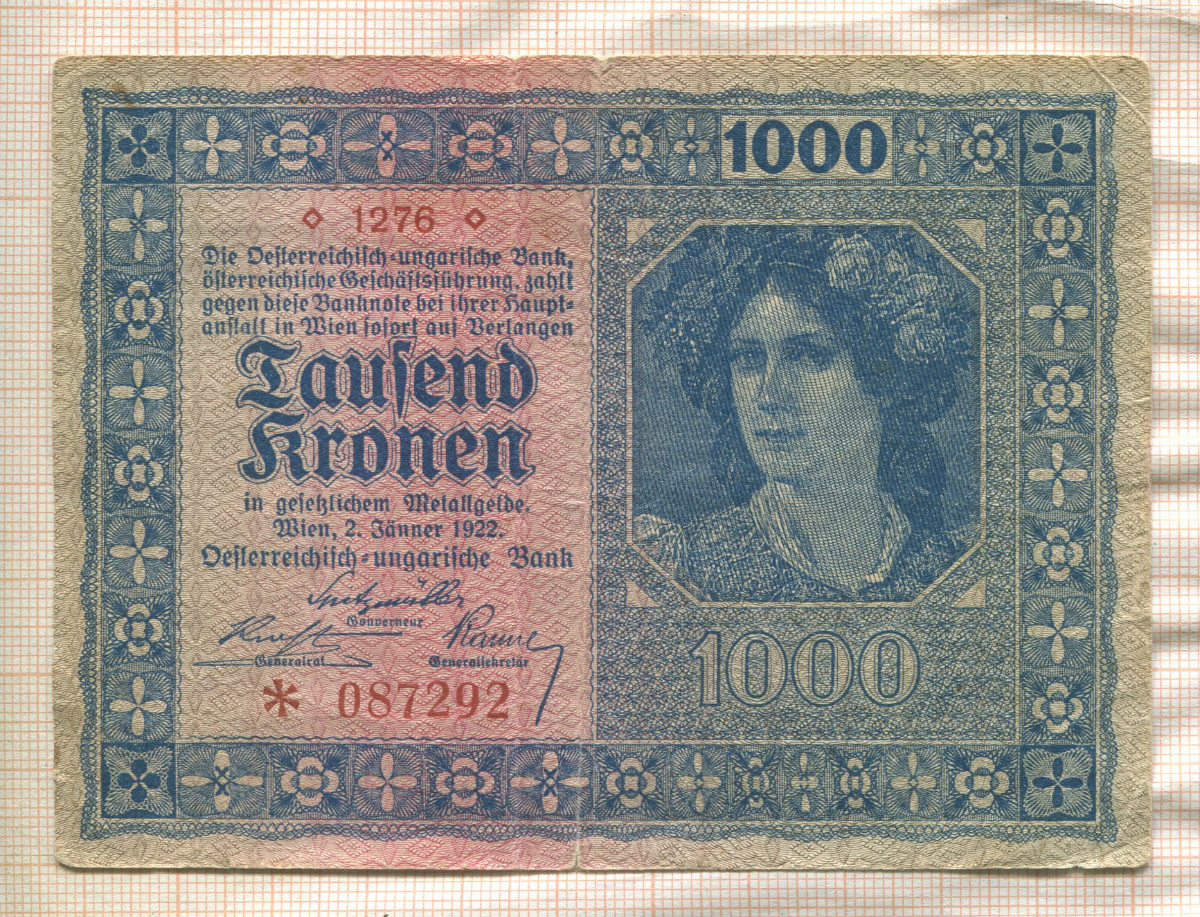 1000
◇ 1276 ◇
Die Oesterreichisch-ungarische Bank,
österreichische Geschäftsführung, zahlt
gegen diese Banknote bei ihrer Haupt-
anstalt in Wien sofort auf Verlangen
Tausend
Kronen
in gesetzlichem Metallgelde.
Wien, 2. Jänner 1922.
Oesterreichisch-ungarische Bank
Spitzmüller
Gouverneur
Generalrat
Generalsekretär
* 087292
1000